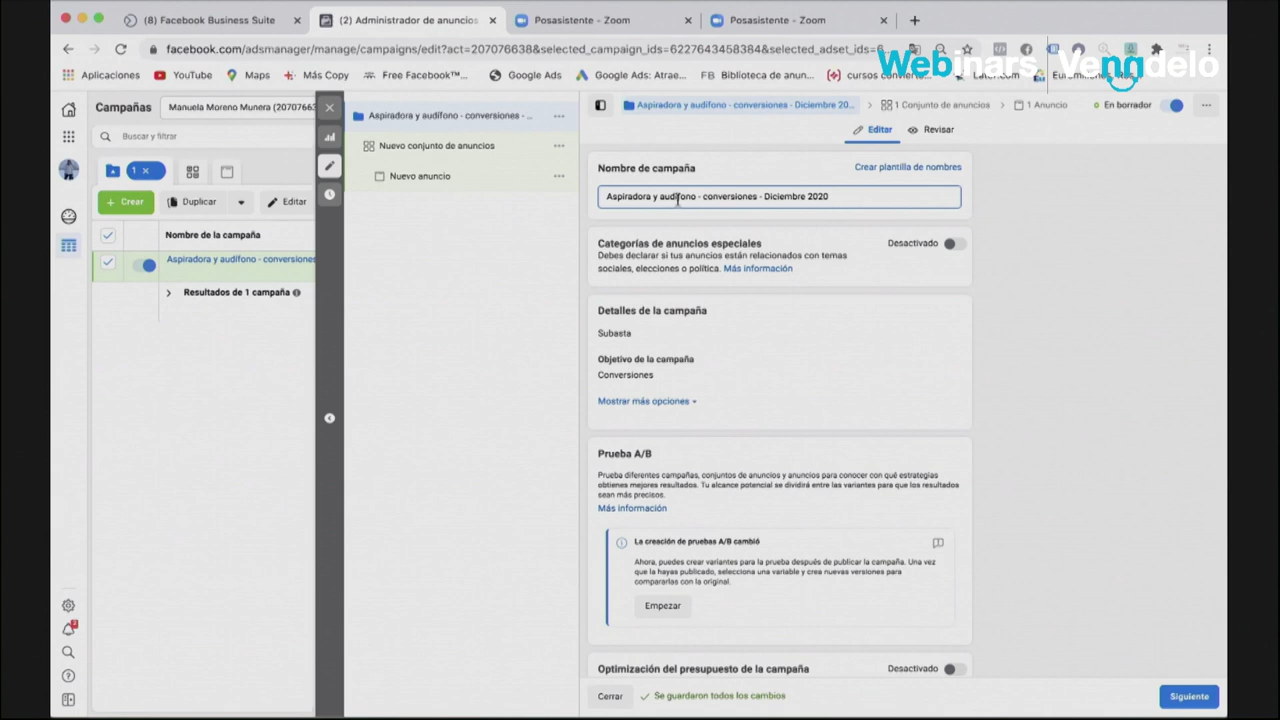 (8) Facebook Business Suite
(2) Administrador de anuncios
Posasistente - Zoom
Posasistente - Zoom
facebook.com/adsmanager/manage/campaigns/edit?act=207076638&selected_campaign_ids=6227643458384&selected_adset_ids=6
Aplicaciones
YouTube
Maps
Más Copy
Free Facebook™...
Google Ads
Google Ads: Atrae...
FB Biblioteca de anun...
Webinars Vendelo
Campañas
Manuela Moreno Munera (20707663
Aspiradora y audífono - conversiones - ...
Aspiradora y audífono - conversiones - Diciembre 20...
1 Conjunto de anuncios
1 Anuncio
En borrador
Editar
Revisar
Buscar y filtrar
Nuevo conjunto de anuncios
1 ×
Nuevo anuncio
Crear
Duplicar
Editar
Nombre de la campaña
Aspiradora y audífono - conversiones
Resultados de 1 campaña
Nombre de campaña
Crear plantilla de nombres
Aspiradora y audífono - conversiones - Diciembre 2020
Categorías de anuncios especiales
Desactivado
Debes declarar si tus anuncios están relacionados con temas
sociales, elecciones o política. Más información
Detalles de la campaña
Subasta
Objetivo de la campaña
Conversiones
Mostrar más opciones
Prueba A/B
Prueba diferentes campañas, conjuntos de anuncios y anuncios para conocer con qué estrategias
obtienes mejores resultados. Tu alcance potencial se dividirá entre las variantes para que los resultados
sean más precisos.
Más información
La creación de pruebas A/B cambió
Ahora, puedes crear variantes para la prueba después de publicar la campaña. Una vez
que la hayas publicado, selecciona una variable y crea nuevas versiones para
compararlas con la original.
Empezar
Optimización del presupuesto de la campaña
Desactivado
Cerrar
Se guardaron todos los cambios
Siguiente